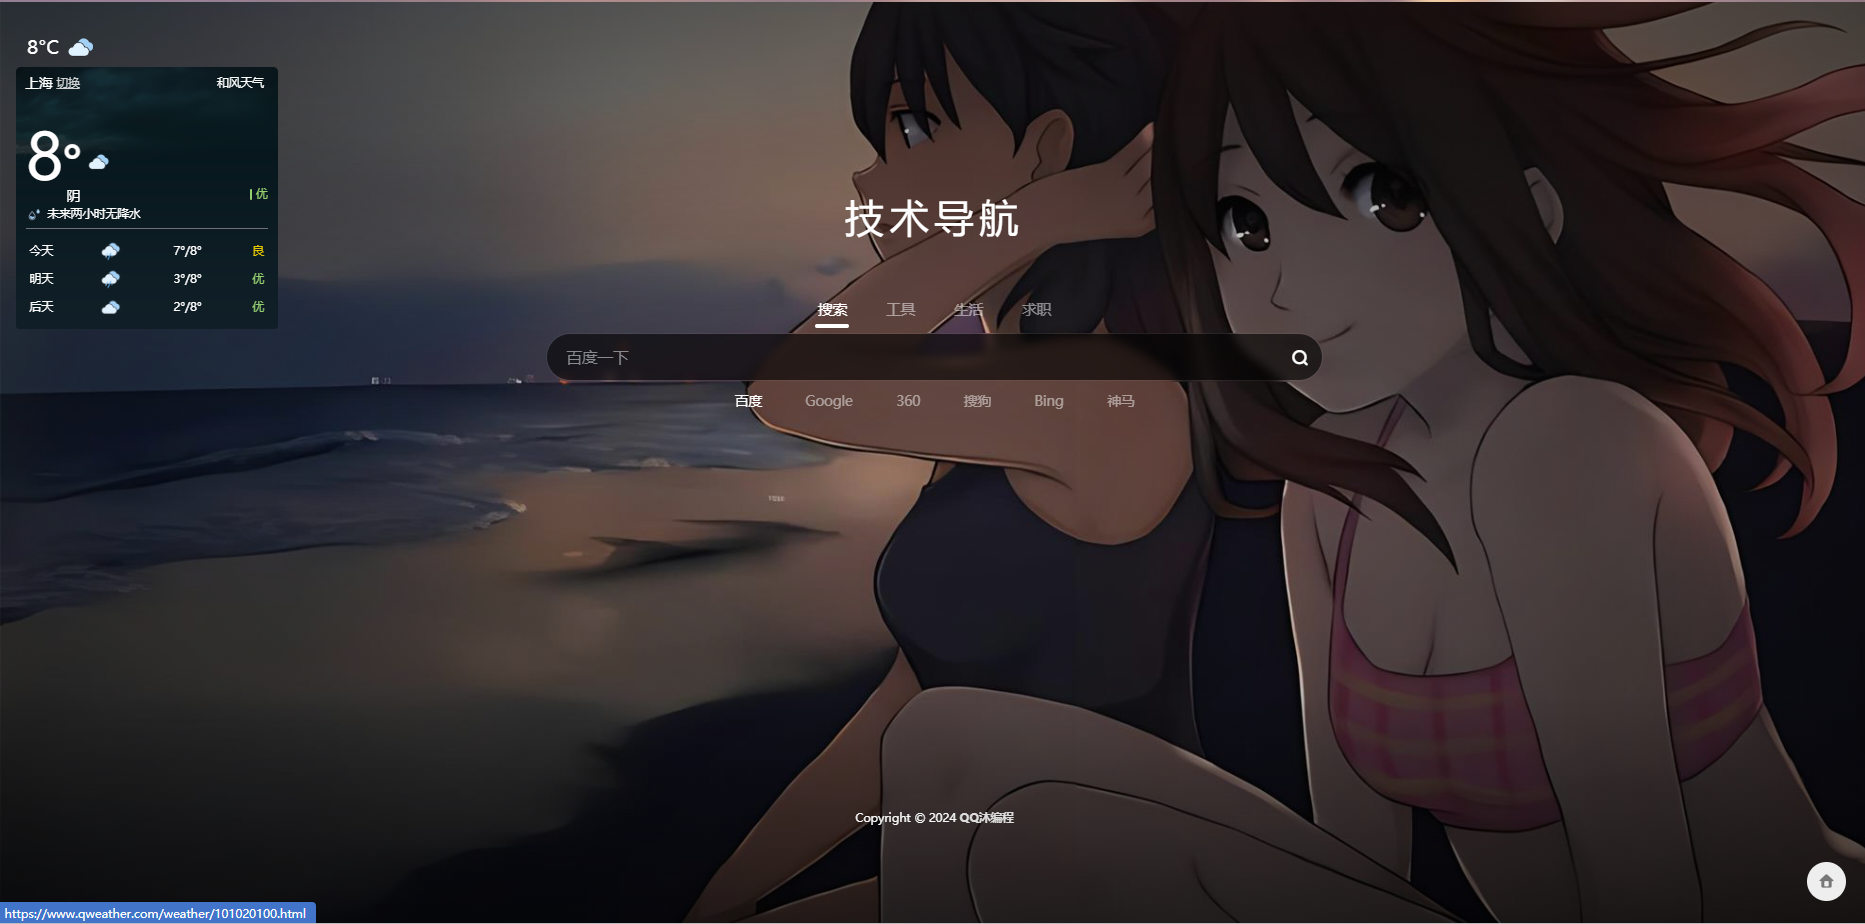 8°C
上海 切换 和风天气
8°
阴 优
未来两小时无降水
今天 7°/8° 良
明天 3°/8° 优
后天 2°/8° 优
技术导航
搜索 工具 生活 求职
百度一下
百度 Google 360 搜狗 Bing 神马
Copyright © 2024 QQ沐编程
https://www.qweather.com/weather/101020100.html